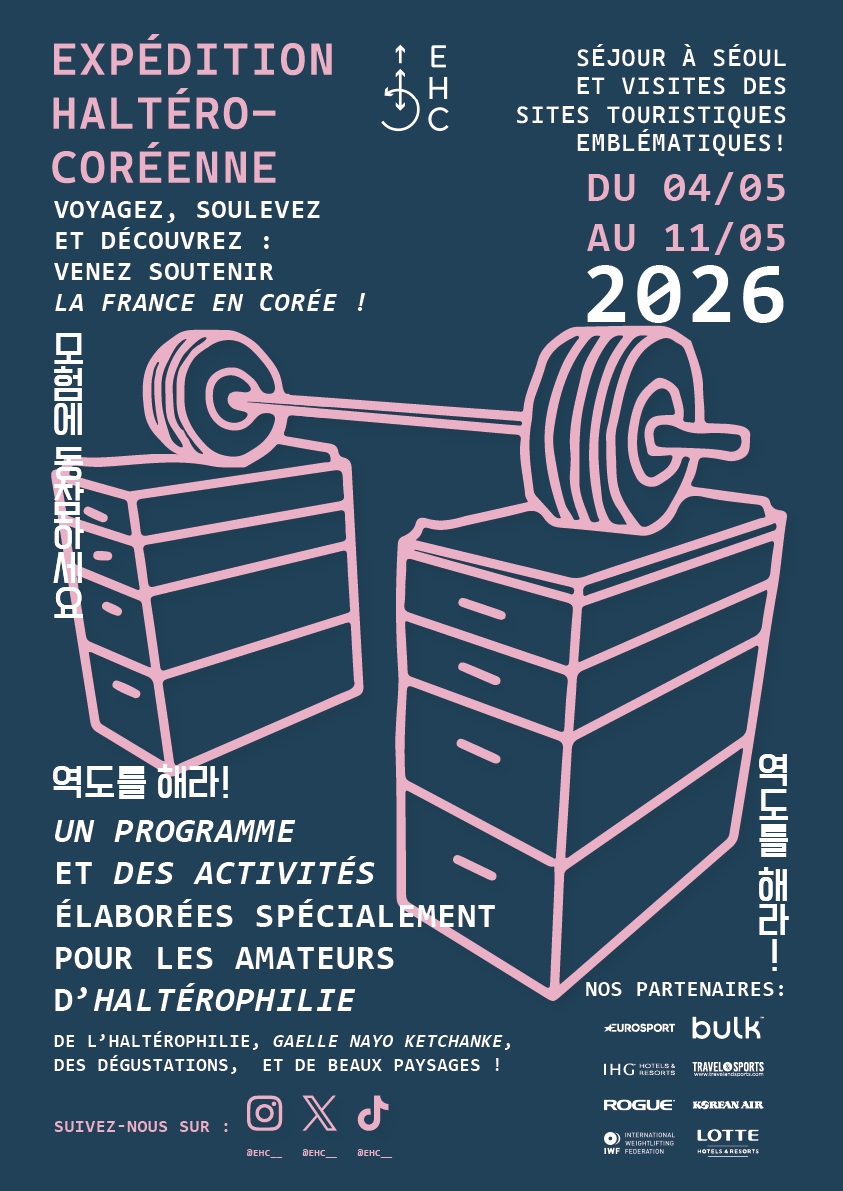 EXPÉDITION
HALTÉRO–
CORÉENNE
VOYAGEZ, SOULEVEZ
ET DÉCOUVREZ :
VENEZ SOUTENIR
LA FRANCE EN CORÉE !
E
H
C
SÉJOUR À SÉOUL
ET VISITES DES
SITES TOURISTIQUES
EMBLÉMATIQUES!
DU 04/05
AU 11/05
2026
모험에 동참하세요
역도를 해라!
역도를 해라!
UN PROGRAMME
ET DES ACTIVITÉS
ÉLABORÉES SPÉCIALEMENT
POUR LES AMATEURS
D’HALTÉROPHILIE
DE L’HALTÉROPHILIE, GAELLE NAYO KETCHANKE,
DES DÉGUSTATIONS,  ET DE BEAUX PAYSAGES !
SUIVEZ-NOUS SUR :
@EHC__ @EHC__ @EHC__
NOS PARTENAIRES:
EUROSPORT
bulk™
IHG HOTELS & RESORTS
TRAVEL & SPORTS
www.travelandsports.com
ROGUE
KOREAN AIR
IWF INTERNATIONAL WEIGHTLIFTING FEDERATION
LOTTE
HOTELS & RESORTS